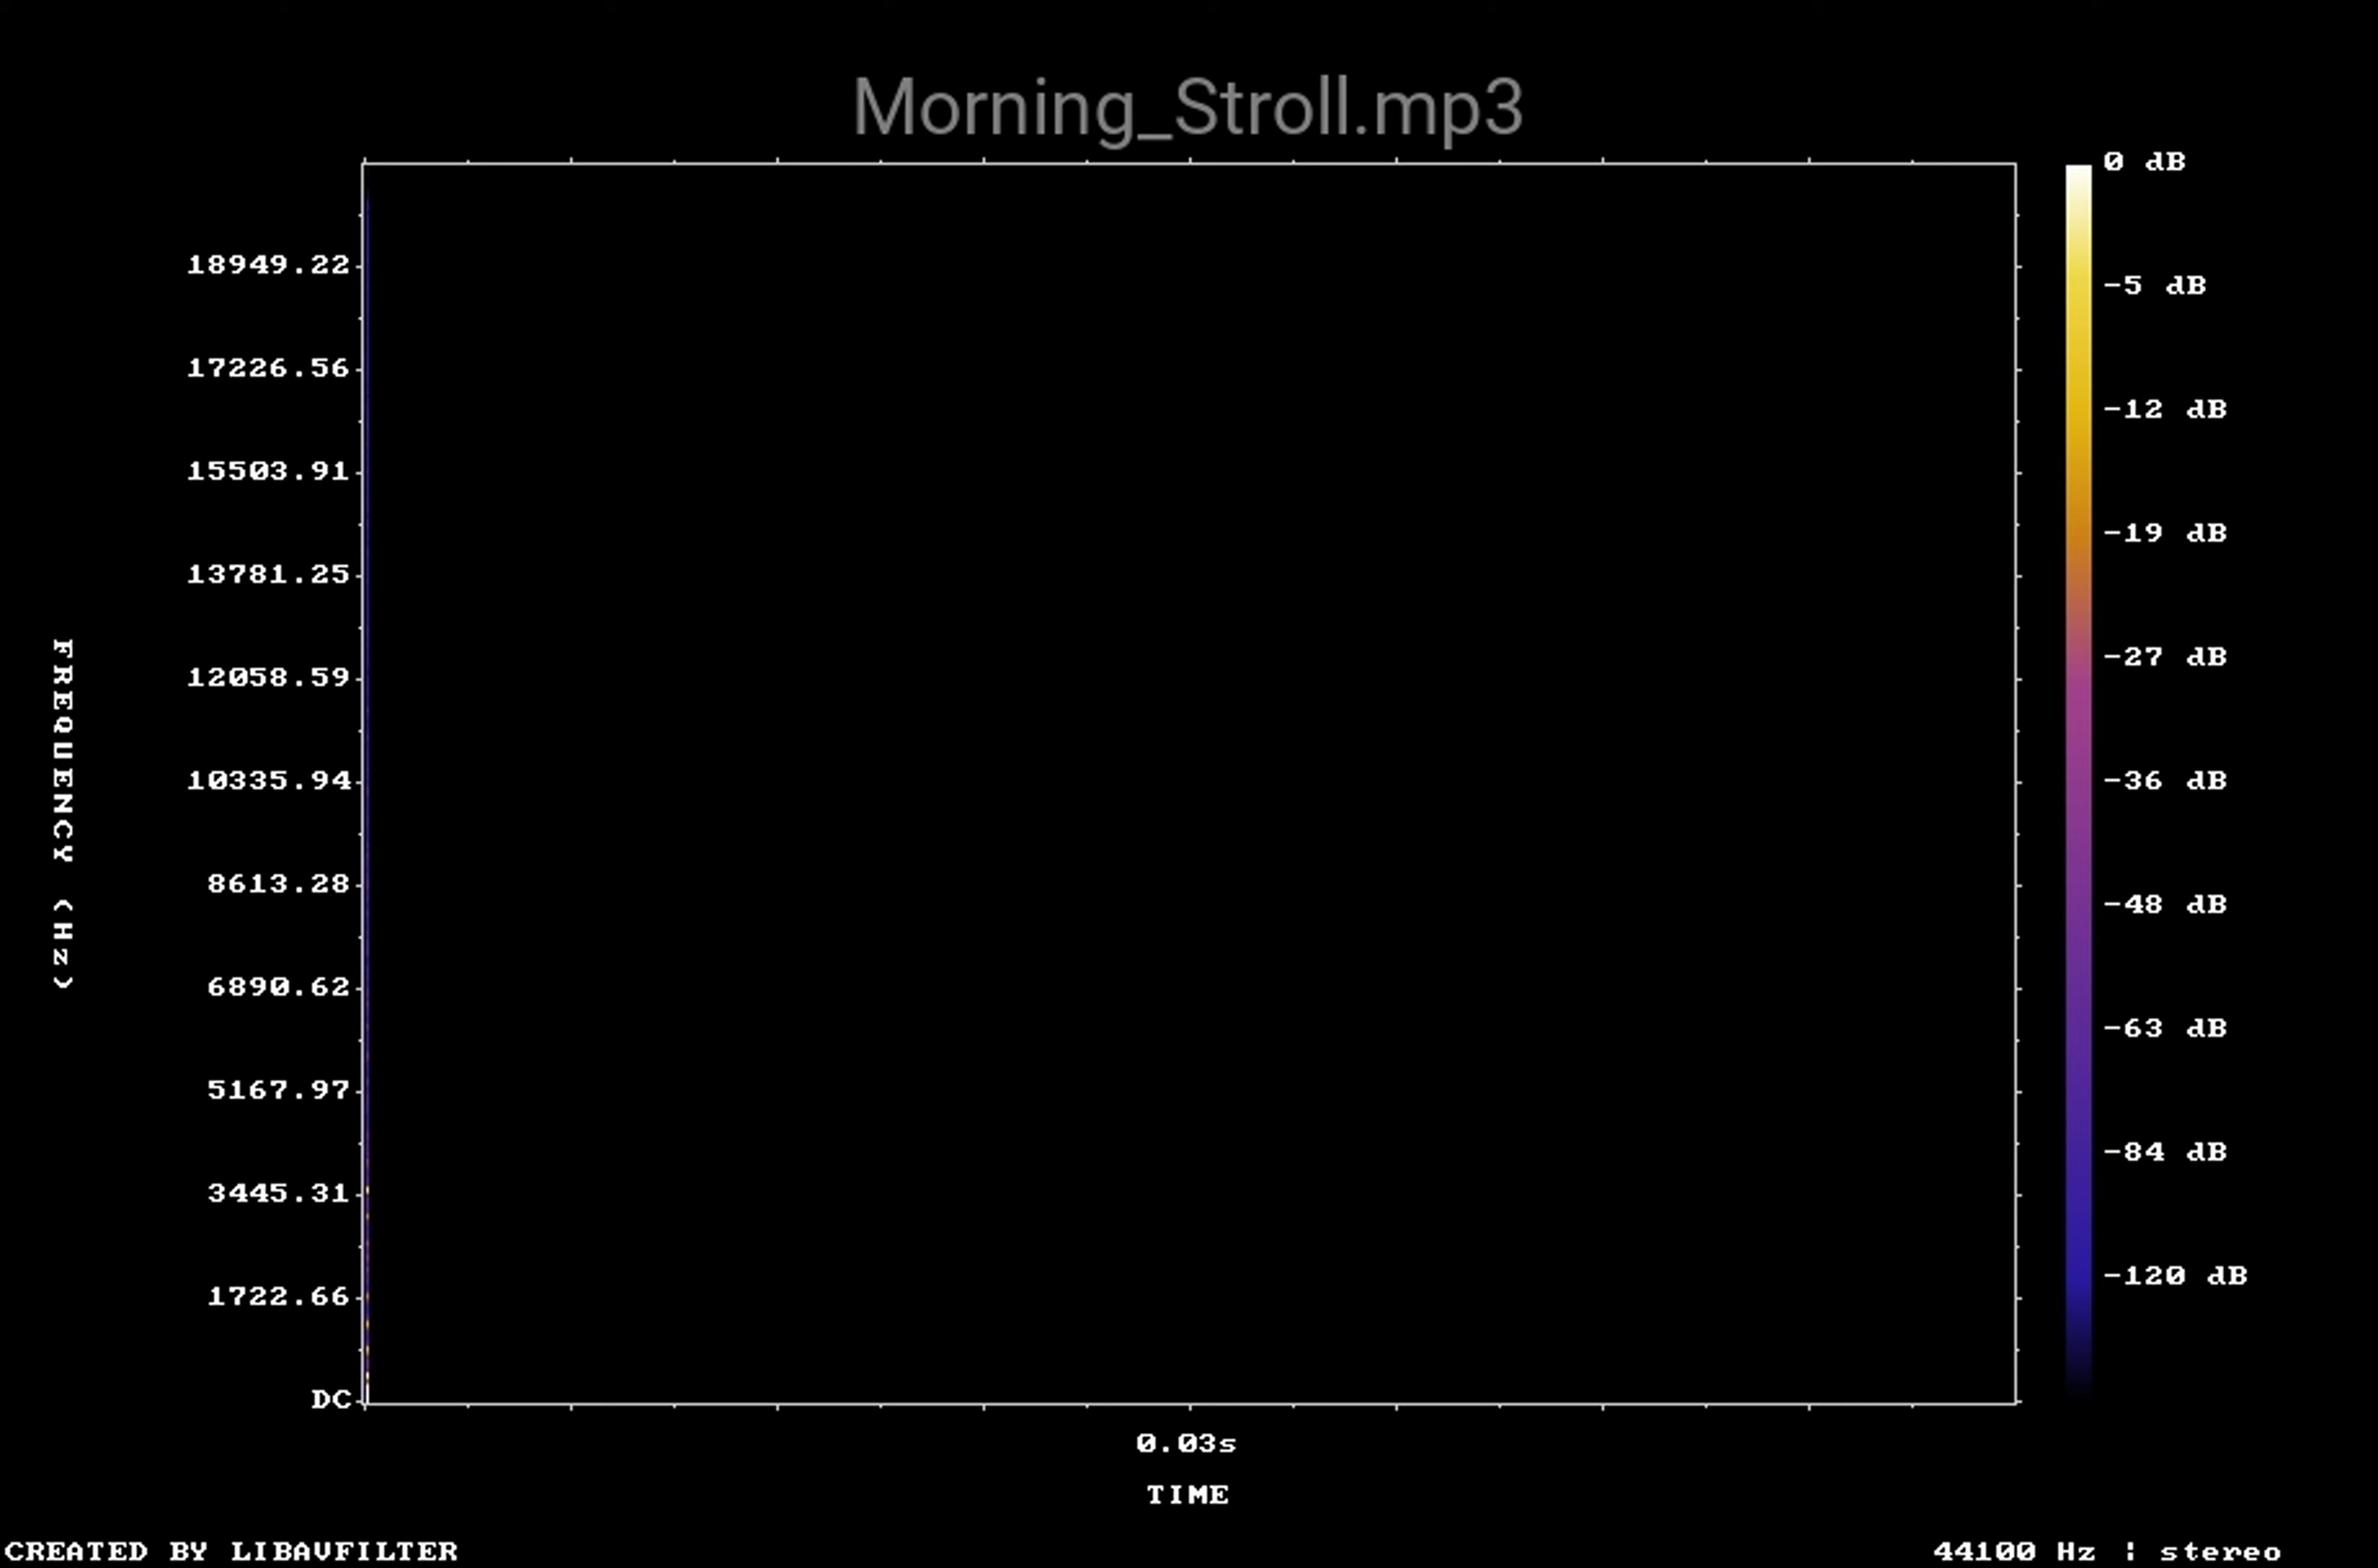 Morning_Stroll.mp3
0 dB
18949.22
-5 dB
17226.56
-12 dB
15503.91
-19 dB
13781.25
-27 dB
12058.59
-36 dB
10335.94
-48 dB
8613.28
-63 dB
6890.62
-84 dB
5167.97
-120 dB
3445.31
1722.66
DC
FREQUENCY (Hz)
0.03s
TIME
CREATED BY LIBAVFILTER
44100 Hz | stereo